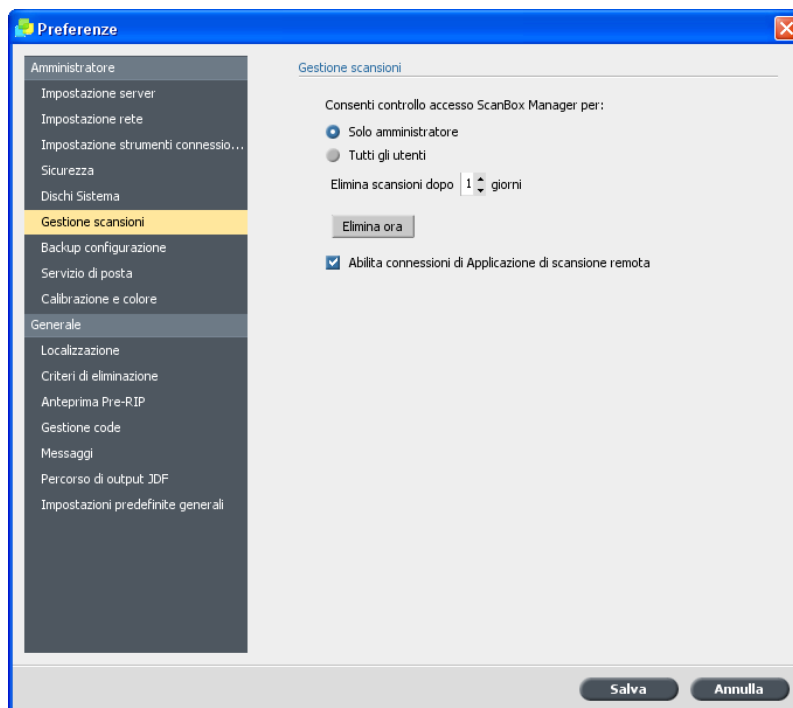 Preferenze
Amministratore
Impostazione server
Impostazione rete
Impostazione strumenti connessio...
Sicurezza
Dischi Sistema
Gestione scansioni
Backup configurazione
Servizio di posta
Calibrazione e colore
Generale
Localizzazione
Criteri di eliminazione
Anteprima Pre-RIP
Gestione code
Messaggi
Percorso di output JDF
Impostazioni predefinite generali
Gestione scansioni
Consenti controllo accesso ScanBox Manager per:
Solo amministratore
Tutti gli utenti
Elimina scansioni dopo 1 giorni
Elimina ora
Abilita connessioni di Applicazione di scansione remota
Salva
Annulla